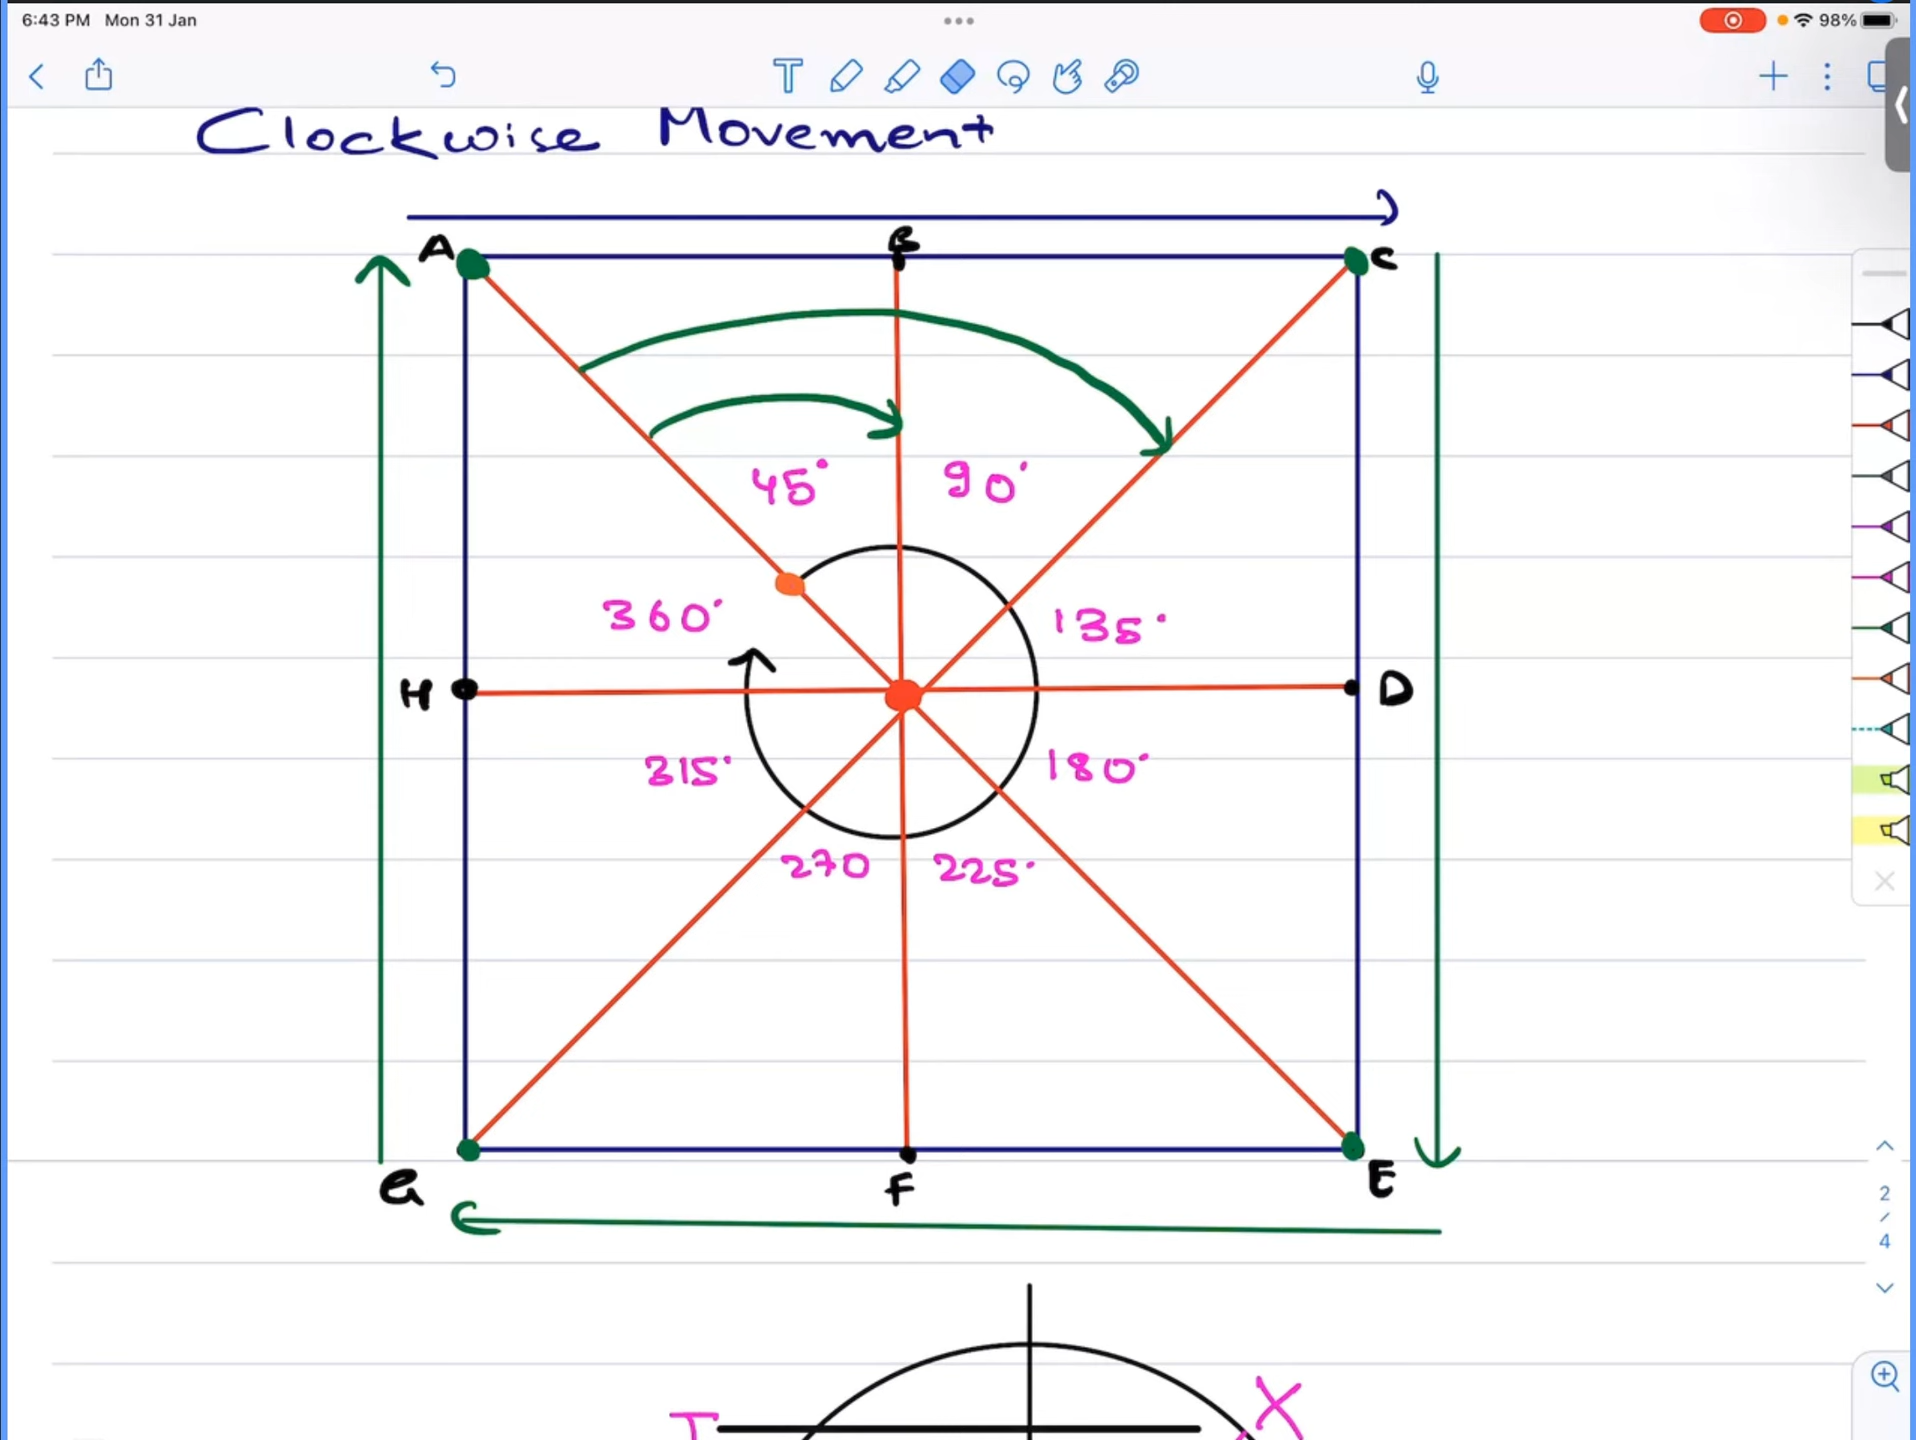 6:43 PM Mon 31 Jan
98%
T
Clockwise Movement
A B C
45° 90°
360° 135°
H D
315° 180°
270 225°
G F E
2
/
4
T X